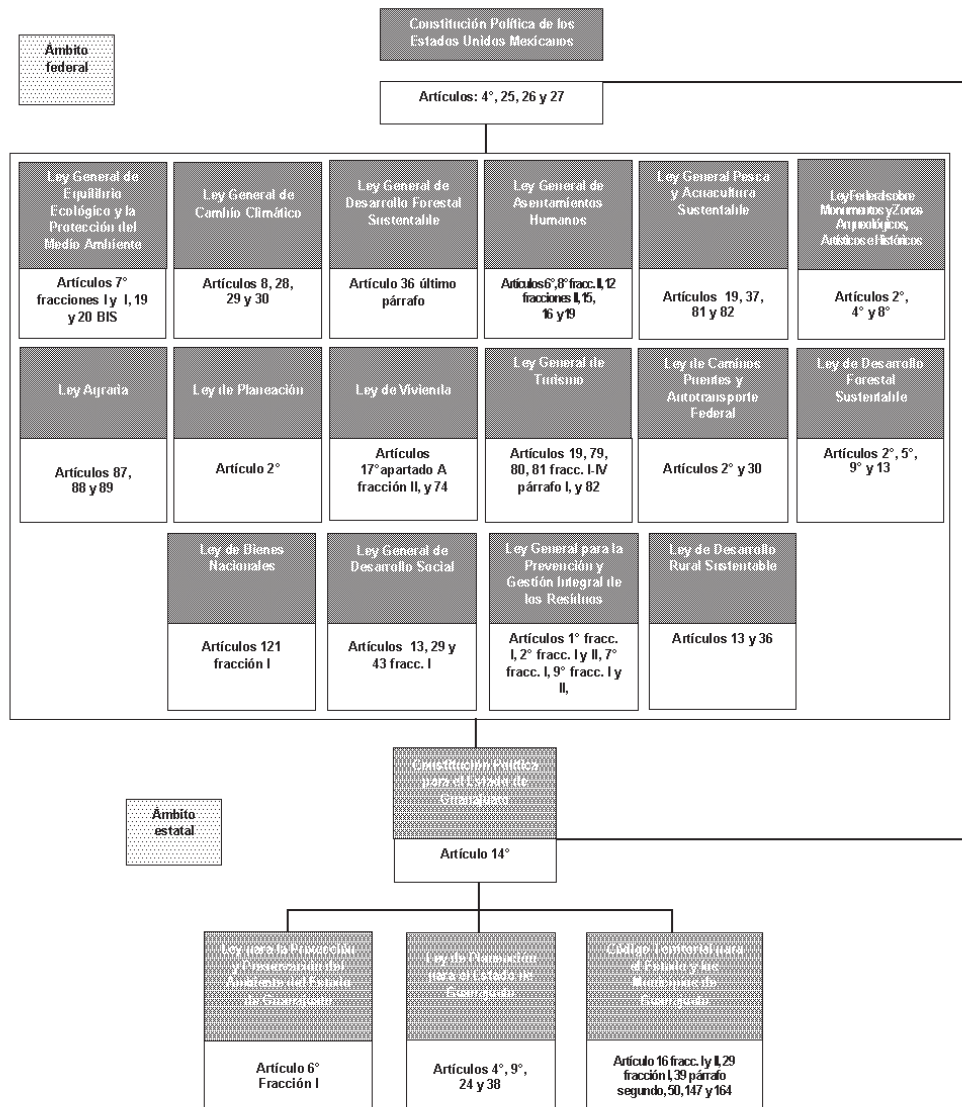 Constitución Política de los
Estados Unidos Mexicanos
Ámbito
federal
Artículos: 4°, 25, 26 y 27
Ley General de
Equilibrio
Ecológico y la
Protección del
Medio Ambiente
Artículos 7°
fracciones I y I, 19
y 20 BIS
Ley General de
Cambio Climático
Artículos 8, 28,
29 y 30
Ley General de
Desarrollo Forestal
Sustentable
Artículo 36 último
párrafo
Ley General de
Asentamientos
Humanos
Artículos 6°, 8° fracc. II, 12
fracciones II, 15,
16 y 19
Ley General Pesca
y Acuacultura
Sustentable
Artículos 19, 37,
81 y 82
Ley Federal sobre
Monumentos y Zonas
Arqueológicos,
Artísticos e Históricos
Artículos 2°,
4° y 8°
Ley Agraria
Artículos 87,
88 y 89
Ley de Planeación
Artículo 2°
Ley de Vivienda
Artículos
17° apartado A
fracción II, y 74
Ley General de
Turismo
Artículos 19, 79,
80, 81 fracc. I-IV
párrafo I, y 82
Ley de Caminos
Puentes y
Autotransporte
Federal
Artículos 2° y 30
Ley de Desarrollo
Forestal
Sustentable
Artículos 2°, 5°,
9° y 13
Ley de Bienes
Nacionales
Artículos 121
fracción I
Ley General de
Desarrollo Social
Artículos 13, 29 y
43 fracc. I
Ley General para la
Prevención y
Gestión Integral de
los Resíduos
Artículos 1° fracc.
I, 2° fracc. I y II, 7°
fracc. I, 9° fracc. I y
II,
Ley de Desarrollo
Rural Sustentable
Artículos 13 y 36
Constitución Política
para el Estado de
Guanajuato
Ámbito
estatal
Artículo 14°
Ley para la Prevención
y Preservación del
Ambiente del Estado
de Guanajuato
Artículo 6°
Fracción I
Ley de Planeación
para el Estado de
Guanajuato
Artículos 4°, 9°,
24 y 38
Código Territorial para
el Estado y los
Municipios de
Guanajuato
Artículo 16 fracc. I y II, 29
fracción I, 39 párrafo
segundo, 50, 147 y 164